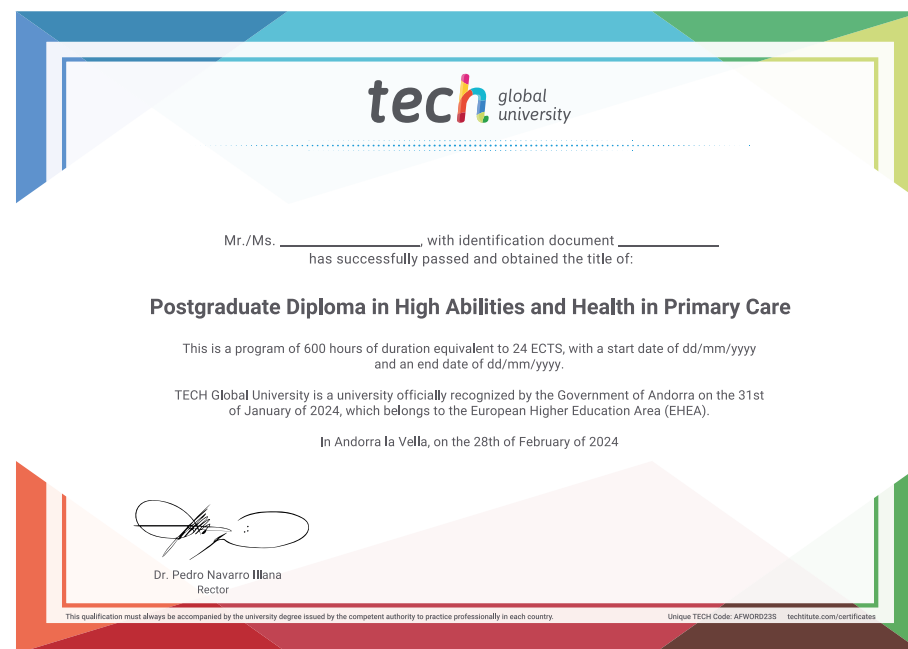 tech global
university
Mr./Ms. ____________________, with identification document ______________
has successfully passed and obtained the title of:
Postgraduate Diploma in High Abilities and Health in Primary Care
This is a program of 600 hours of duration equivalent to 24 ECTS, with a start date of dd/mm/yyyy
and an end date of dd/mm/yyyy.
TECH Global University is a university officially recognized by the Government of Andorra on the 31st
of January of 2024, which belongs to the European Higher Education Area (EHEA).
In Andorra la Vella, on the 28th of February of 2024
Dr. Pedro Navarro Illana
Rector
This qualification must always be accompanied by the university degree issued by the competent authority to practice professionally in each country. Unique TECH Code: AFWORD23S techtitute.com/certificates